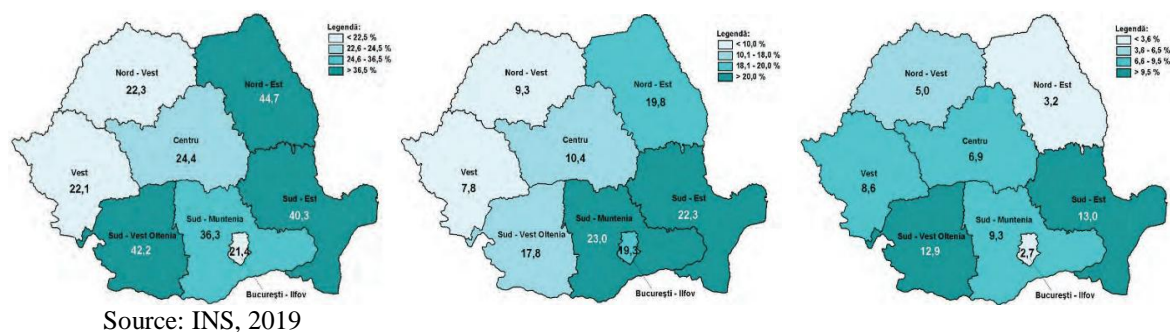 Legendă:
< 22,5 %
22,6 - 24,5 %
24,6 - 36,5 %
> 36,5 %
Nord - Vest
22,3
Nord - Est
44,7
Centru
24,4
Vest
22,1
Sud - Est
40,3
Sud - Muntenia
36,3
Sud - Vest Oltenia
42,2
21,4
Bucureşti - Ilfov
Legendă:
< 10,0 %
10,1 - 18,0 %
18,1 - 20,0 %
> 20,0 %
Nord - Vest
9,3
Nord - Est
19,8
Centru
10,4
Vest
7,8
Sud - Est
22,3
Sud - Muntenia
23,0
Sud - Vest Oltenia
17,8
19,3
Bucureşti - Ilfov
Legendă:
< 3,6 %
3,6 - 6,5 %
6,6 - 9,5 %
> 9,5 %
Nord - Vest
5,0
Nord - Est
3,2
Centru
6,9
Vest
8,6
Sud - Est
13,0
Sud - Muntenia
9,3
Sud - Vest Oltenia
12,9
2,7
Bucureşti - Ilfov
Source: INS, 2019